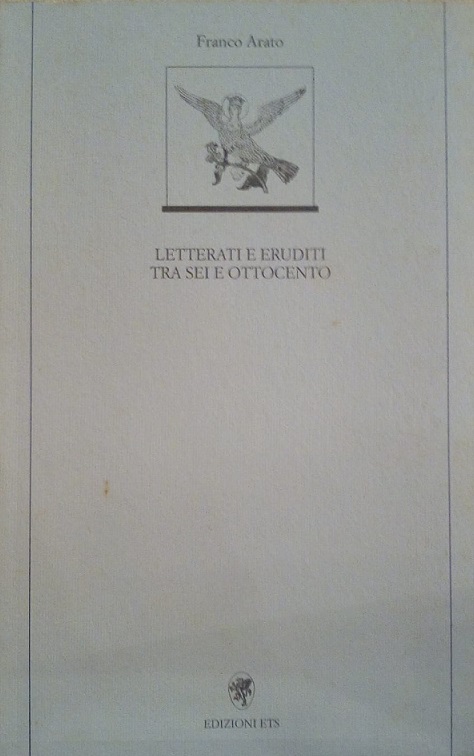 Franco Arato
LETTERATI E ERUDITI
TRA SEI E OTTOCENTO
EDIZIONI ETS